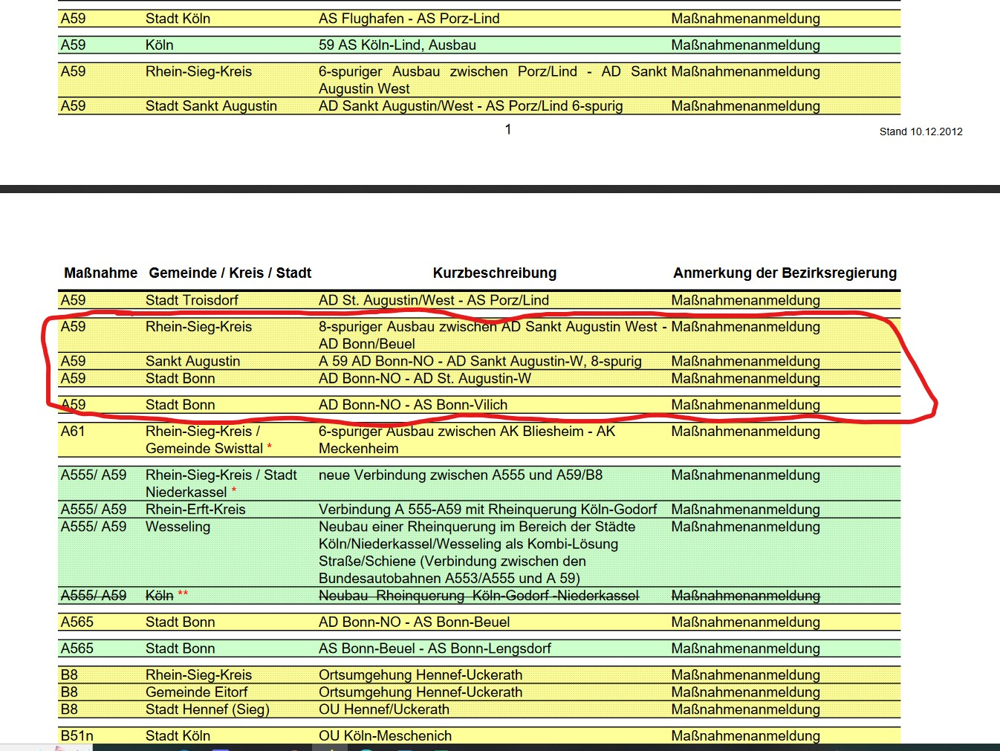 A59 Stadt Köln AS Flughafen - AS Porz-Lind Maßnahmenanmeldung
A59 Köln 59 AS Köln-Lind, Ausbau Maßnahmenanmeldung
A59 Rhein-Sieg-Kreis 6-spuriger Ausbau zwischen Porz/Lind - AD Sankt Maßnahmenanmeldung
Augustin West
A59 Stadt Sankt Augustin AD Sankt Augustin/West - AS Porz/Lind 6-spurig Maßnahmenanmeldung
1
Stand 10.12.2012
Maßnahme Gemeinde / Kreis / Stadt Kurzbeschreibung Anmerkung der Bezirksregierung
A59 Stadt Troisdorf AD St. Augustin/West - AS Porz/Lind Maßnahmenanmeldung
A59 Rhein-Sieg-Kreis 8-spuriger Ausbau zwischen AD Sankt Augustin West - Maßnahmenanmeldung
AD Bonn/Beuel
A59 Sankt Augustin A 59 AD Bonn-NO - AD Sankt Augustin-W, 8-spurig Maßnahmenanmeldung
A59 Stadt Bonn AD Bonn-NO - AD St. Augustin-W Maßnahmenanmeldung
A59 Stadt Bonn AD Bonn-NO - AS Bonn-Vilich Maßnahmenanmeldung
A61 Rhein-Sieg-Kreis / 6-spuriger Ausbau zwischen AK Bliesheim - AK Maßnahmenanmeldung
Gemeinde Swisttal * Meckenheim
A555/ A59 Rhein-Sieg-Kreis / Stadt neue Verbindung zwischen A555 und A59/B8 Maßnahmenanmeldung
Niederkassel *
A555/ A59 Rhein-Erft-Kreis Verbindung A 555-A59 mit Rheinquerung Köln-Godorf Maßnahmenanmeldung
A555/ A59 Wesseling Neubau einer Rheinquerung im Bereich der Städte Maßnahmenanmeldung
Köln/Niederkassel/Wesseling als Kombi-Lösung
Straße/Schiene (Verbindung zwischen den
Bundesautobahnen A553/A555 und A 59)
A555/ A59 Köln ** Neubau Rheinquerung Köln-Godorf -Niederkassel Maßnahmenanmeldung
A565 Stadt Bonn AD Bonn-NO - AS Bonn-Beuel Maßnahmenanmeldung
A565 Stadt Bonn AS Bonn-Beuel - AS Bonn-Lengsdorf Maßnahmenanmeldung
B8 Rhein-Sieg-Kreis Ortsumgehung Hennef-Uckerath Maßnahmenanmeldung
B8 Gemeinde Eitorf Ortsumgehung Hennef-Uckerath Maßnahmenanmeldung
B8 Stadt Hennef (Sieg) OU Hennef/Uckerath Maßnahmenanmeldung
B51n Stadt Köln OU Köln-Meschenich Maßnahmenanmeldung